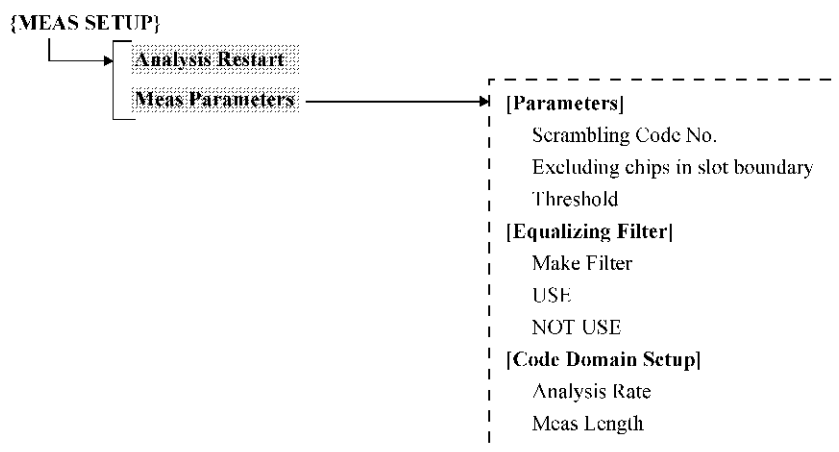 {MEAS SETUP}
Analysis Restart
Meas Parameters
[Parameters]
Scrambling Code No.
Excluding chips in slot boundary
Threshold
[Equalizing Filter]
Make Filter
USE
NOT USE
[Code Domain Setup]
Analysis Rate
Meas Length